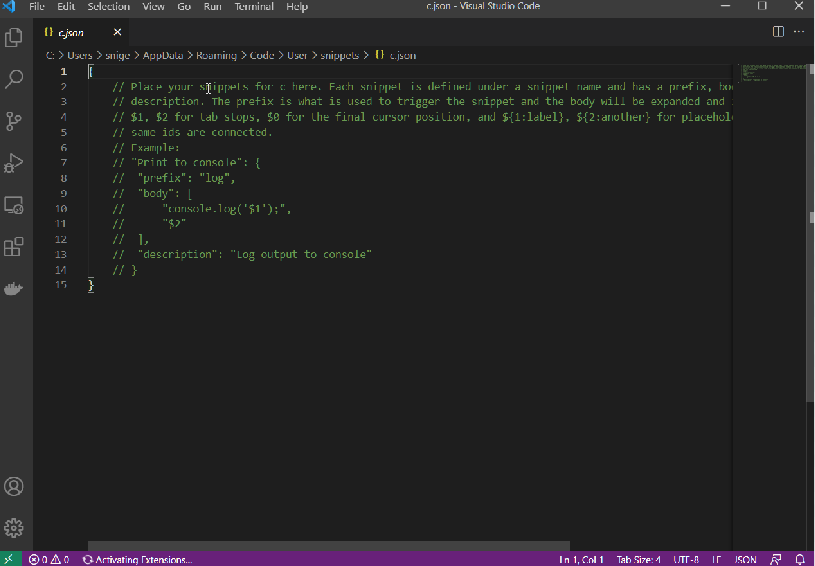 File Edit Selection View Go Run Terminal Help c.json - Visual Studio Code
{} c.json
C: > Users > snige > AppData > Roaming > Code > User > snippets > {} c.json
1 {
2 // Place your snippets for c here. Each snippet is defined under a snippet name and has a prefix, bo
3 // description. The prefix is what is used to trigger the snippet and the body will be expanded and
4 // $1, $2 for tab stops, $0 for the final cursor position, and ${1:label}, ${2:another} for placehol
5 // same ids are connected.
6 // Example:
7 // "Print to console": {
8 // "prefix": "log",
9 // "body": [
10 // "console.log('$1');",
11 // "$2"
12 // ],
13 // "description": "Log output to console"
14 // }
15 }
0 0 Activating Extensions... Ln 1, Col 1 Tab Size: 4 UTF-8 LF JSON